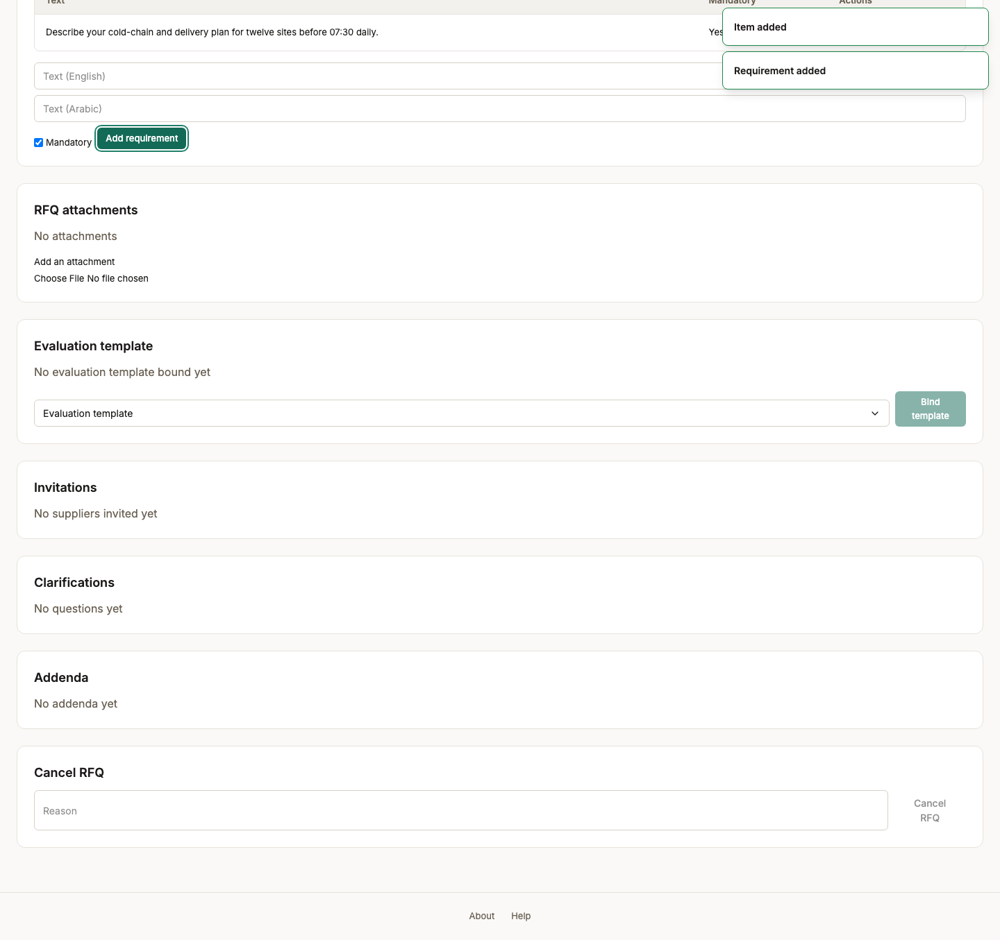 Text Mandatory Actions
Describe your cold-chain and delivery plan for twelve sites before 07:30 daily. Yes
Item added
Requirement added
Text (English)
Text (Arabic)
Mandatory Add requirement
RFQ attachments
No attachments
Add an attachment
Choose File No file chosen
Evaluation template
No evaluation template bound yet
Evaluation template
Bind
template
Invitations
No suppliers invited yet
Clarifications
No questions yet
Addenda
No addenda yet
Cancel RFQ
Reason
Cancel
RFQ
About Help